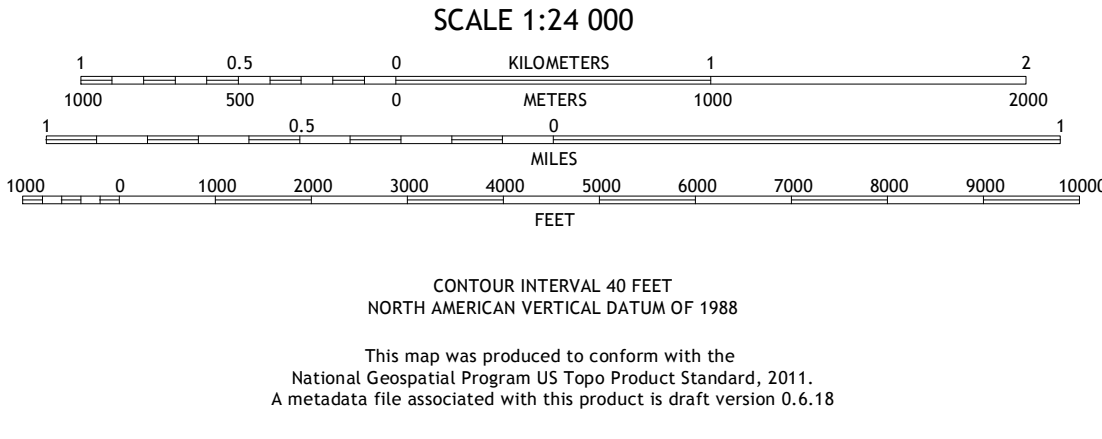 SCALE 1:24 000
1 0.5 0 KILOMETERS 1 2
1000 500 0 METERS 1000 2000
1 0.5 0 1
MILES
1000 0 1000 2000 3000 4000 5000 6000 7000 8000 9000 10000
FEET
CONTOUR INTERVAL 40 FEET
NORTH AMERICAN VERTICAL DATUM OF 1988
This map was produced to conform with the
National Geospatial Program US Topo Product Standard, 2011.
A metadata file associated with this product is draft version 0.6.18